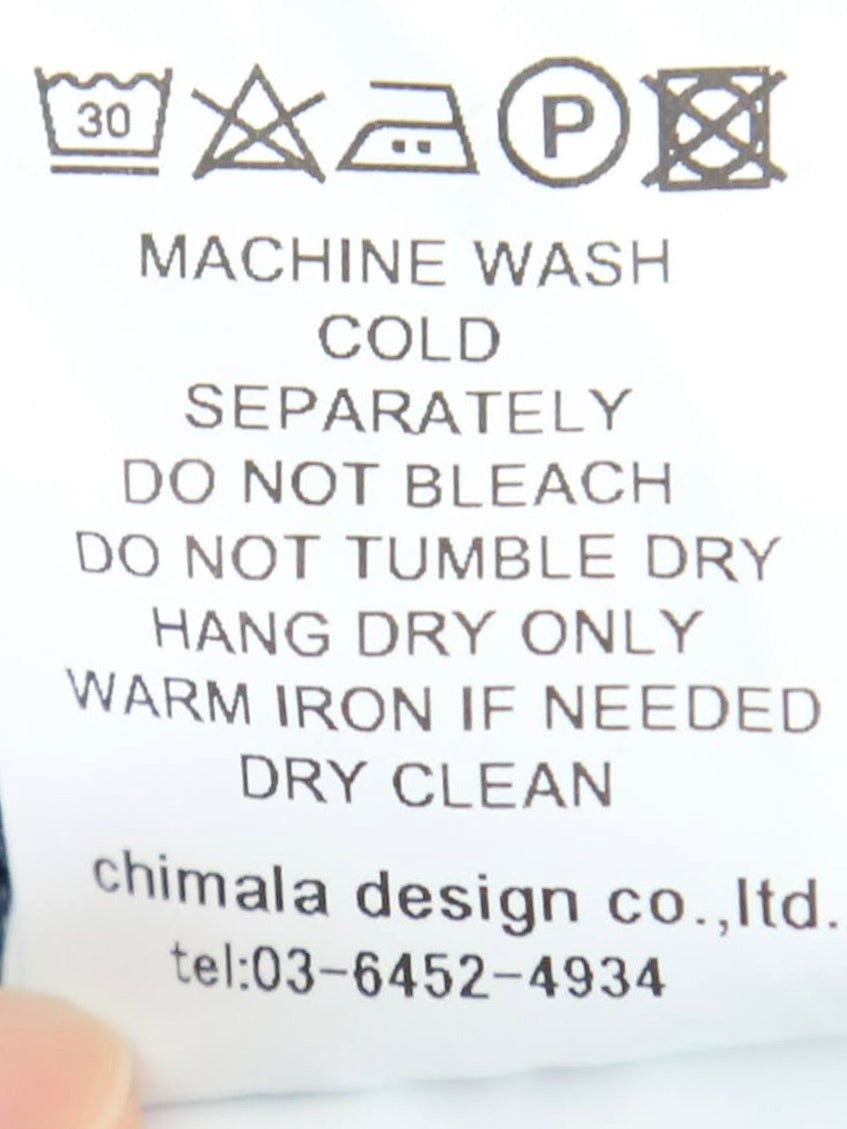 30 P
MACHINE WASH
COLD
SEPARATELY
DO NOT BLEACH
DO NOT TUMBLE DRY
HANG DRY ONLY
WARM IRON IF NEEDED
DRY CLEAN
chimala design co.,ltd.
tel:03-6452-4934